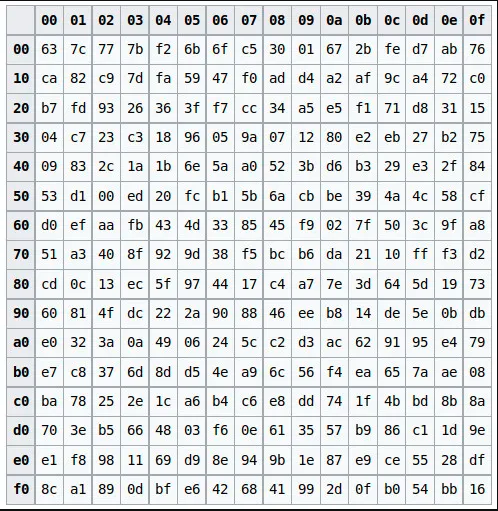 00 01 02 03 04 05 06 07 08 09 0a 0b 0c 0d 0e 0f
00 63 7c 77 7b f2 6b 6f c5 30 01 67 2b fe d7 ab 76
10 ca 82 c9 7d fa 59 47 f0 ad d4 a2 af 9c a4 72 c0
20 b7 fd 93 26 36 3f f7 cc 34 a5 e5 f1 71 d8 31 15
30 04 c7 23 c3 18 96 05 9a 07 12 80 e2 eb 27 b2 75
40 09 83 2c 1a 1b 6e 5a a0 52 3b d6 b3 29 e3 2f 84
50 53 d1 00 ed 20 fc b1 5b 6a cb be 39 4a 4c 58 cf
60 d0 ef aa fb 43 4d 33 85 45 f9 02 7f 50 3c 9f a8
70 51 a3 40 8f 92 9d 38 f5 bc b6 da 21 10 ff f3 d2
80 cd 0c 13 ec 5f 97 44 17 c4 a7 7e 3d 64 5d 19 73
90 60 81 4f dc 22 2a 90 88 46 ee b8 14 de 5e 0b db
a0 e0 32 3a 0a 49 06 24 5c c2 d3 ac 62 91 95 e4 79
b0 e7 c8 37 6d 8d d5 4e a9 6c 56 f4 ea 65 7a ae 08
c0 ba 78 25 2e 1c a6 b4 c6 e8 dd 74 1f 4b bd 8b 8a
d0 70 3e b5 66 48 03 f6 0e 61 35 57 b9 86 c1 1d 9e
e0 e1 f8 98 11 69 d9 8e 94 9b 1e 87 e9 ce 55 28 df
f0 8c a1 89 0d bf e6 42 68 41 99 2d 0f b0 54 bb 16